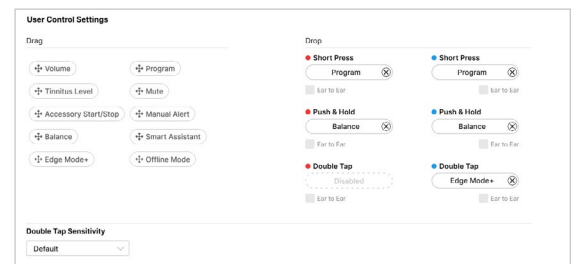 User Control Settings
Drag
Drop
Volume
Program
Tinnitus Level
Mute
Accessory Start/Stop
Manual Alert
Balance
Smart Assistant
Edge Mode+
Offline Mode
Short Press
Short Press
Program
Program
Ear to Ear
Ear to Ear
Push & Hold
Push & Hold
Balance
Balance
Ear to Ear
Ear to Ear
Double Tap
Double Tap
Disabled
Edge Mode+
Ear to Ear
Ear to Ear
Double Tap Sensitivity
Default